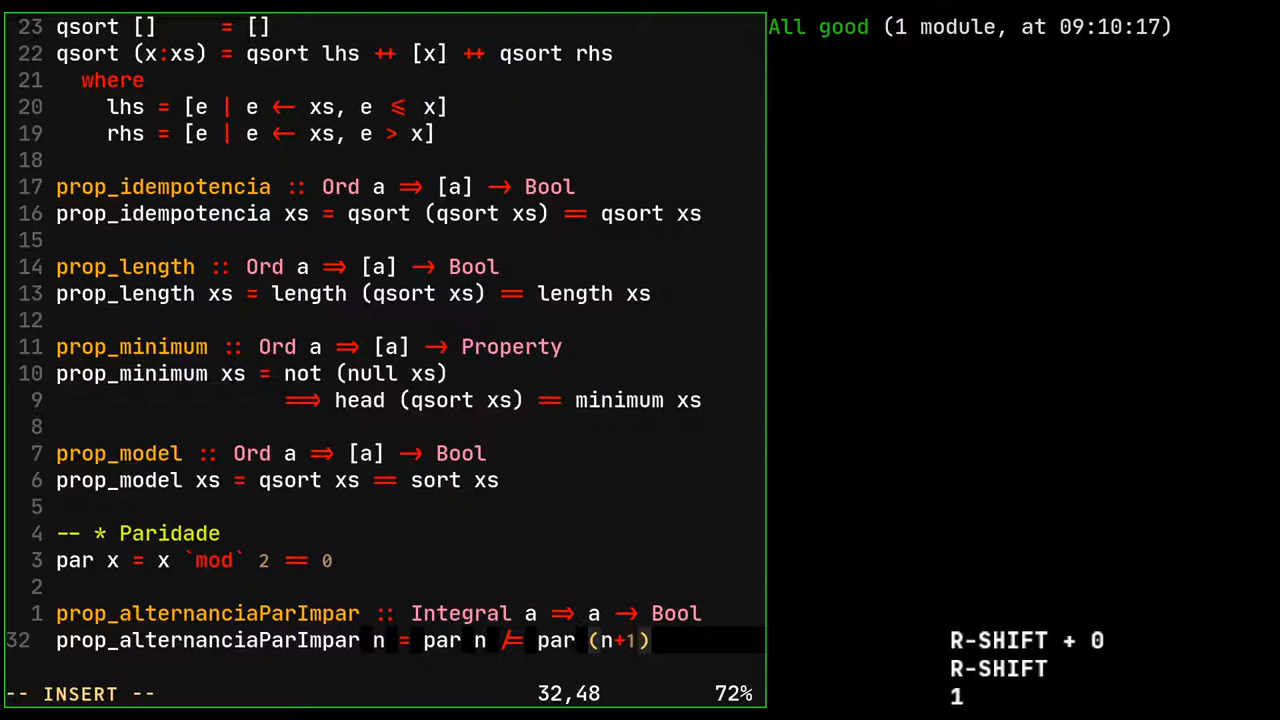 23 qsort []     = []
22 qsort (x:xs) = qsort lhs ++ [x] ++ qsort rhs
21   where
20     lhs = [e | e <- xs, e <= x]
19     rhs = [e | e <- xs, e > x]
18
17 prop_idempotencia :: Ord a => [a] -> Bool
16 prop_idempotencia xs = qsort (qsort xs) == qsort xs
15
14 prop_length :: Ord a => [a] -> Bool
13 prop_length xs = length (qsort xs) == length xs
12
11 prop_minimum :: Ord a => [a] -> Property
10 prop_minimum xs = not (null xs)
9                   ==> head (qsort xs) == minimum xs
8
7 prop_model :: Ord a => [a] -> Bool
6 prop_model xs = qsort xs == sort xs
5
4 -- * Paridade
3 par x = x `mod` 2 == 0
2
1 prop_alternanciaParImpar :: Integral a => a -> Bool
32 prop_alternanciaParImpar n = par n /= par (n+1)
-- INSERT -- 32,48 72%
All good (1 module, at 09:10:17)
R-SHIFT + 0
R-SHIFT
1